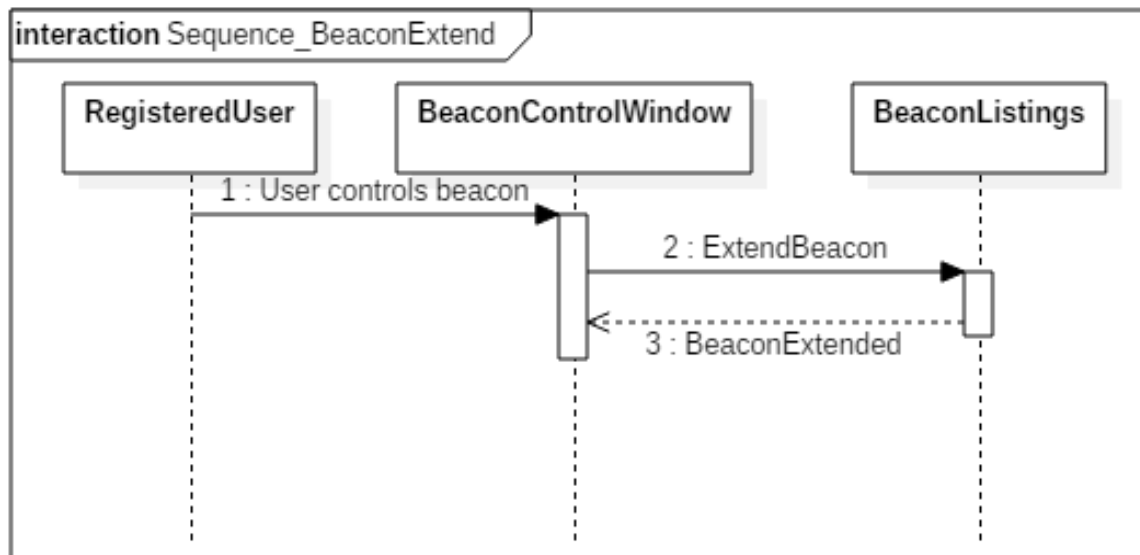 interaction Sequence_BeaconExtend
RegisteredUser
BeaconControlWindow
BeaconListings
1 : User controls beacon
2 : ExtendBeacon
3 : BeaconExtended